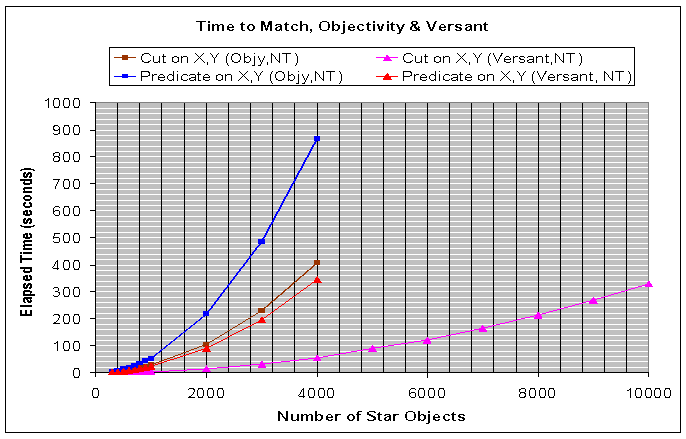 Time to Match, Objectivity & Versant
Cut on X,Y (Objy,NT) Cut on X,Y (Versant,NT)
Predicate on X,Y (Objy,NT) Predicate on X,Y (Versant, NT)
1000
900
800
700
600
500
400
300
200
100
0
Elapsed Time (seconds)
0 2000 4000 6000 8000 10000
Number of Star Objects